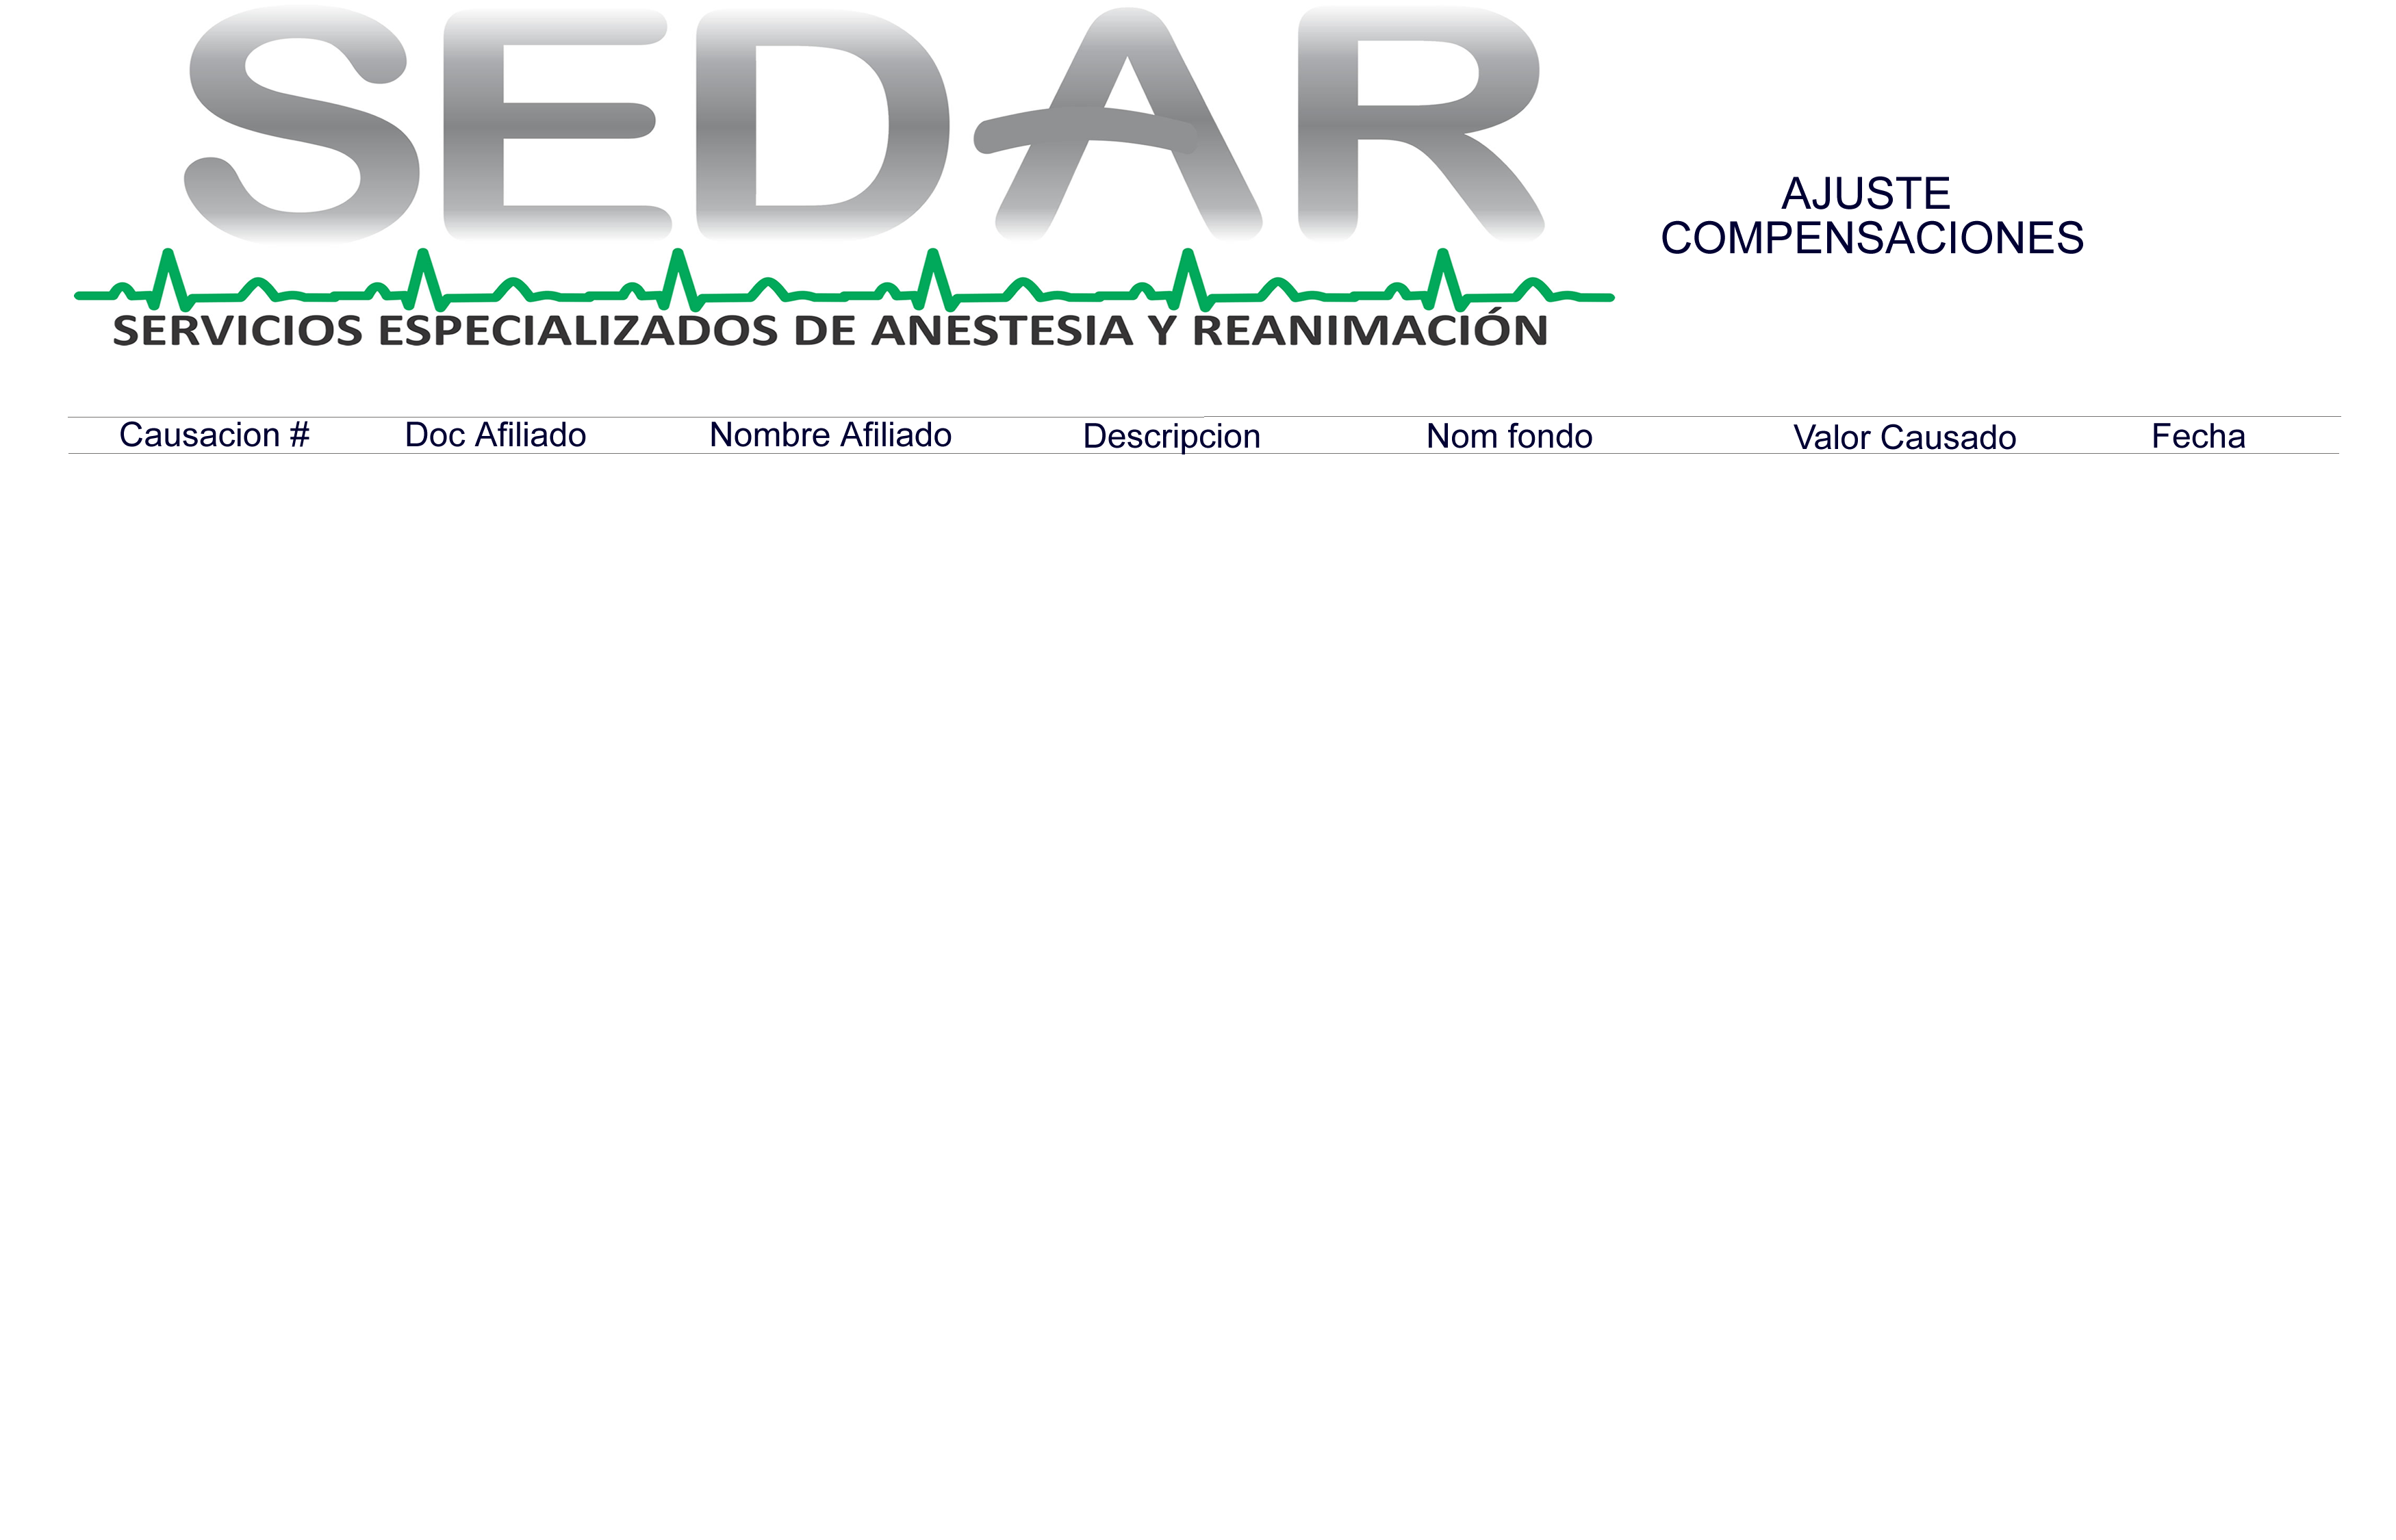 SEDAR
AJUSTE
COMPENSACIONES
SERVICIOS ESPECIALIZADOS DE ANESTESIA Y REANIMACIÓN
Causacion # Doc Afiliado Nombre Afiliado Descripcion Nom fondo Valor Causado Fecha